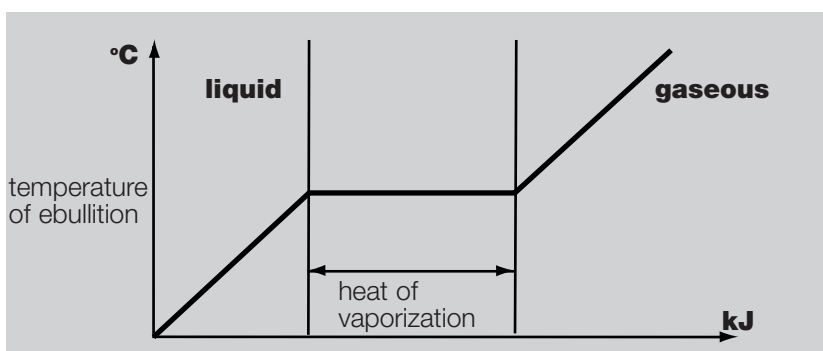 °C
liquid
gaseous
temperature
of ebullition
heat of
vaporization
kJ